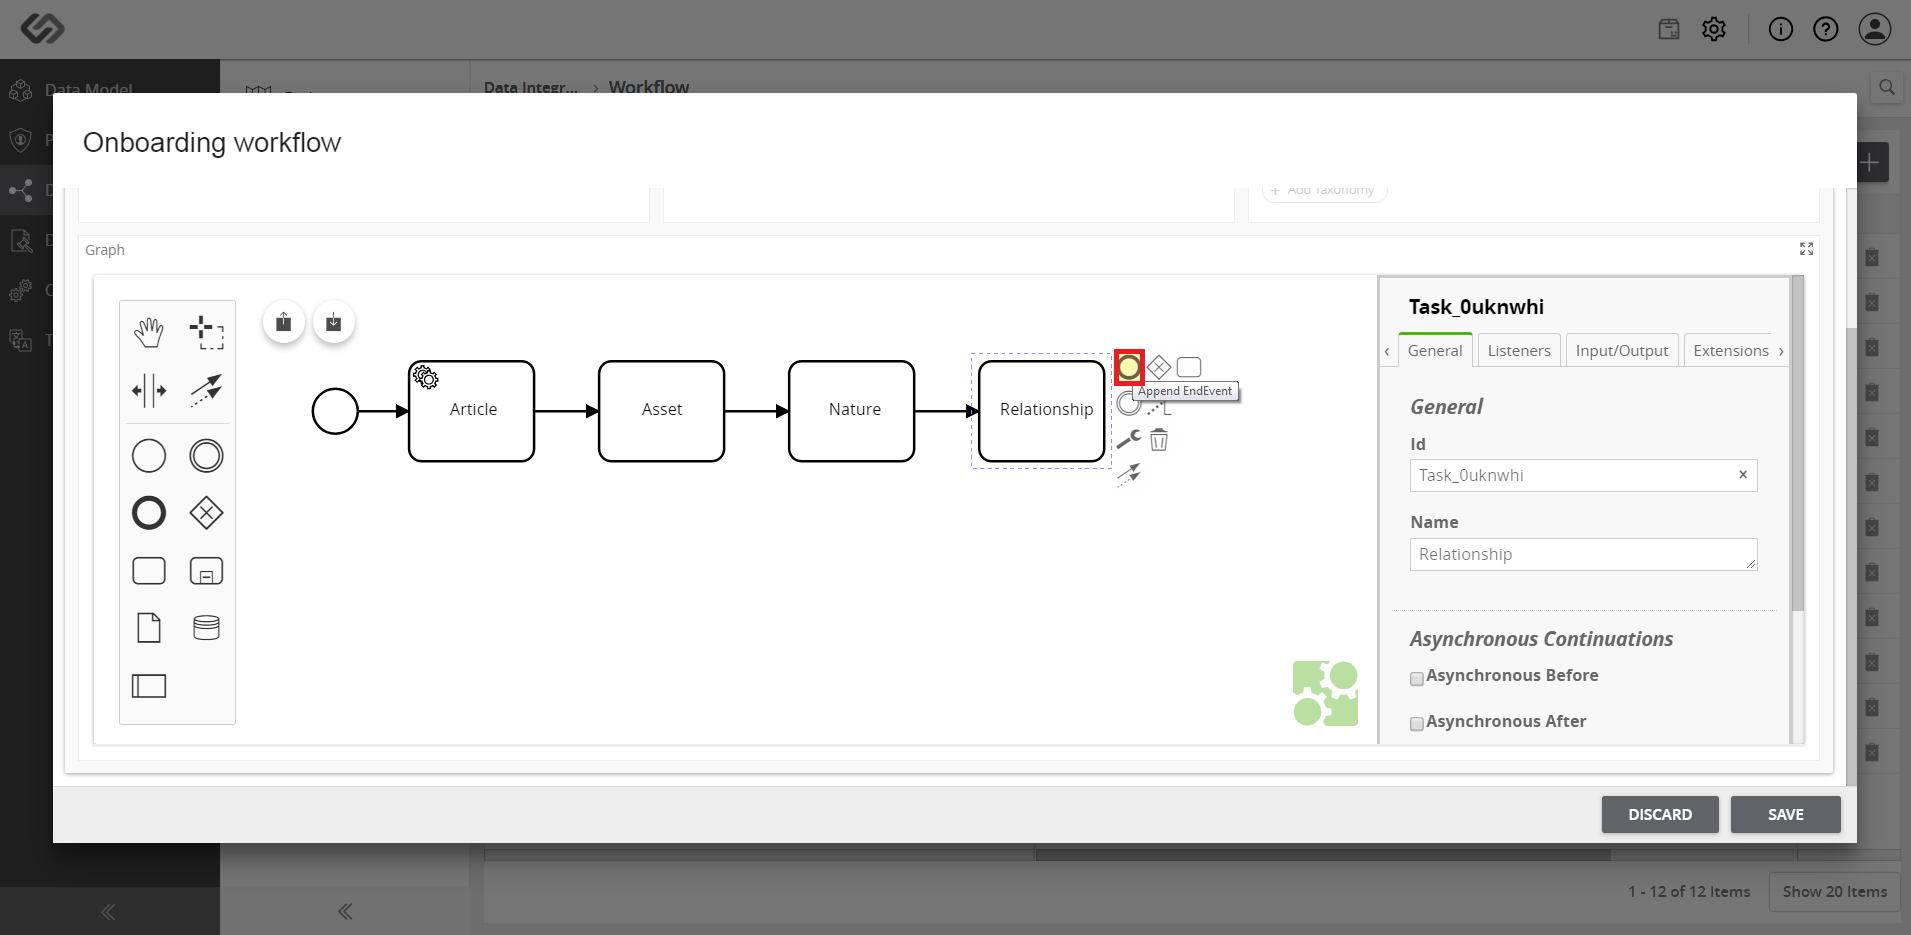 Data Model
Data Integr... › Workflow
Onboarding workflow
+ Add Taxonomy
Graph
Article
Asset
Nature
Relationship
Append EndEvent
Task_0uknwhi
‹ General Listeners Input/Output Extensions ›
General
Id
Task_0uknwhi ×
Name
Relationship
Asynchronous Continuations
Asynchronous Before
Asynchronous After
DISCARD SAVE
1 - 12 of 12 Items Show 20 Items